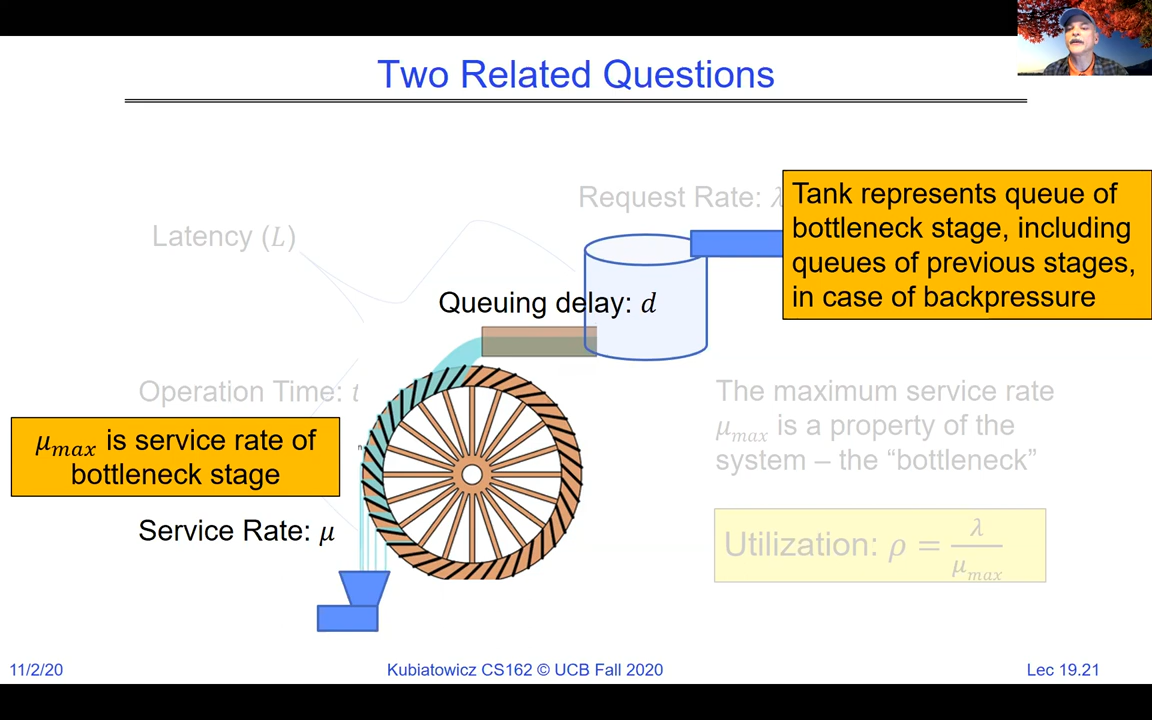 Two Related Questions
Request Rate: λ
Tank represents queue of
bottleneck stage, including
queues of previous stages,
in case of backpressure
Latency (L)
Queuing delay: d
Operation Time: t
The maximum service rate
μmax is a property of the
system – the “bottleneck”
μmax is service rate of
bottleneck stage
Service Rate: μ
Utilization: ρ = λ / μmax
11/2/20
Kubiatowicz CS162 © UCB Fall 2020
Lec 19.21